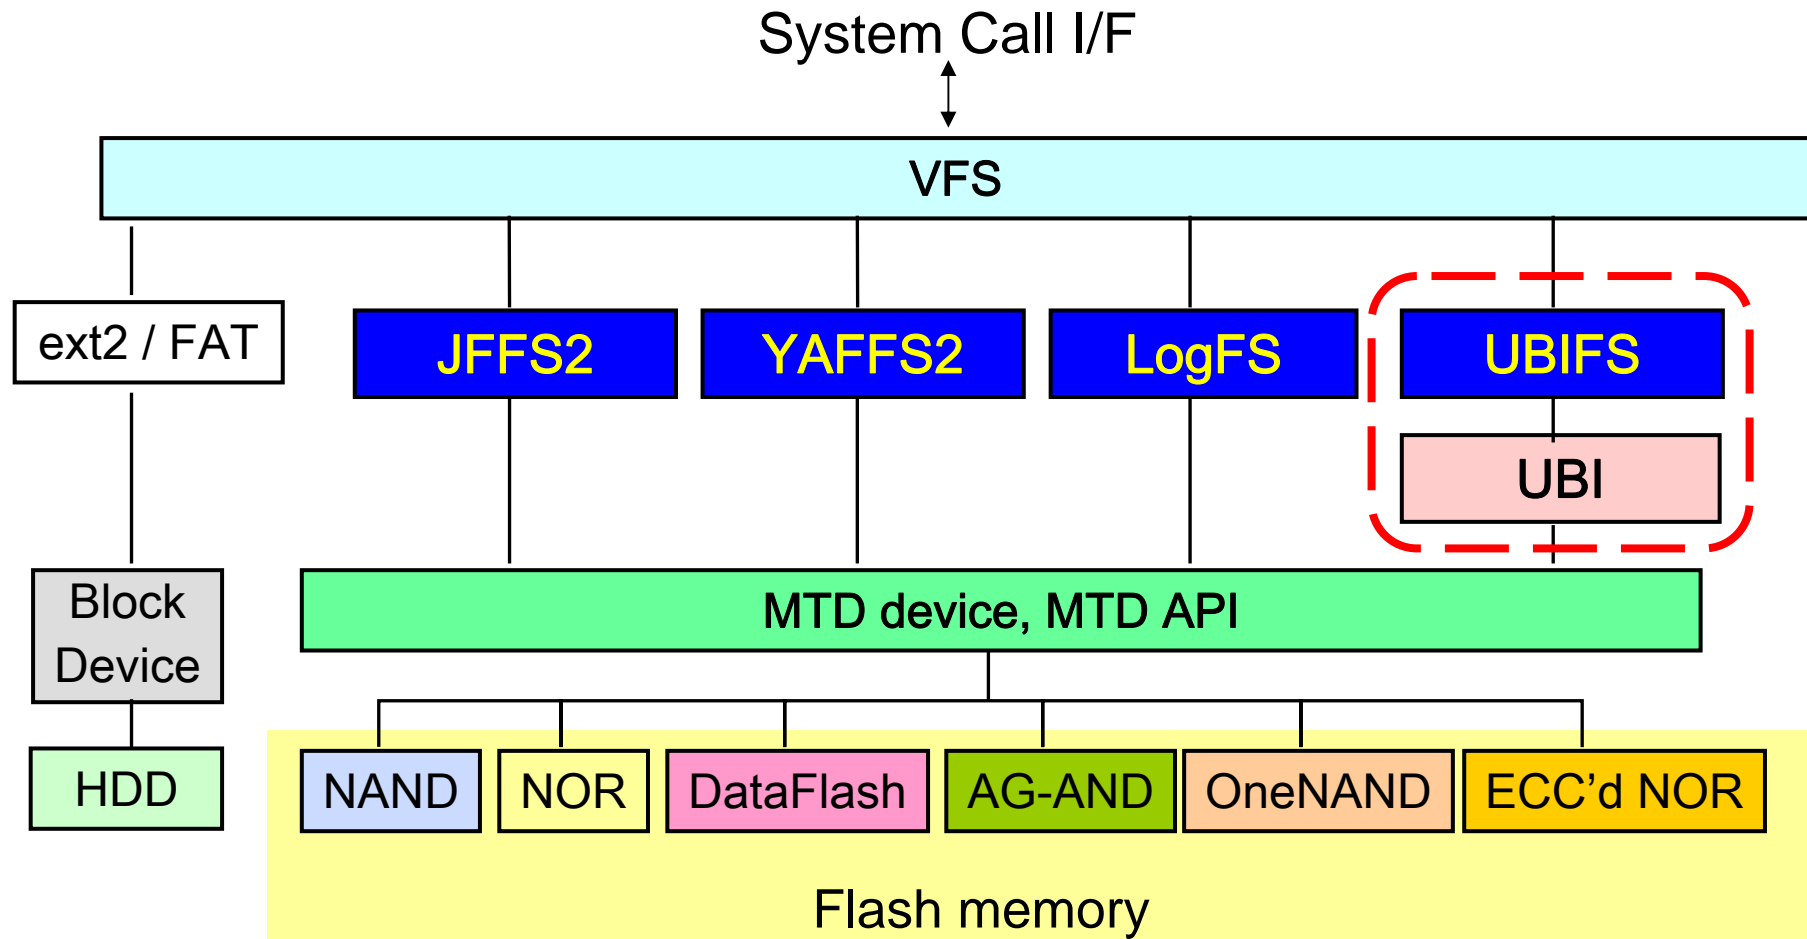 System Call I/F
VFS
ext2 / FAT
JFFS2
YAFFS2
LogFS
UBIFS
UBI
Block
Device
MTD device, MTD API
HDD
NAND
NOR
DataFlash
AG-AND
OneNAND
ECC’d NOR
Flash memory